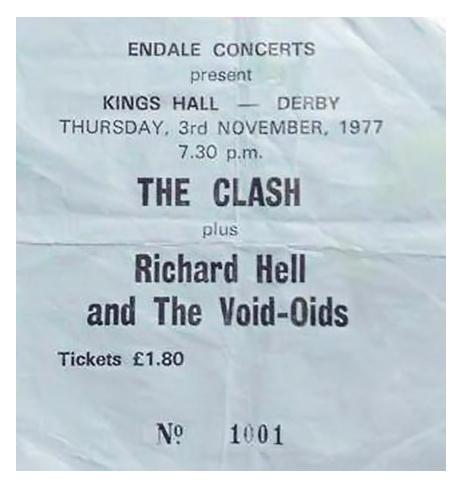 ENDALE CONCERTS
present
KINGS HALL — DERBY
THURSDAY, 3rd NOVEMBER, 1977
7.30 p.m.
THE CLASH
plus
Richard Hell
and The Void-Oids
Tickets £1.80
Nº 1001